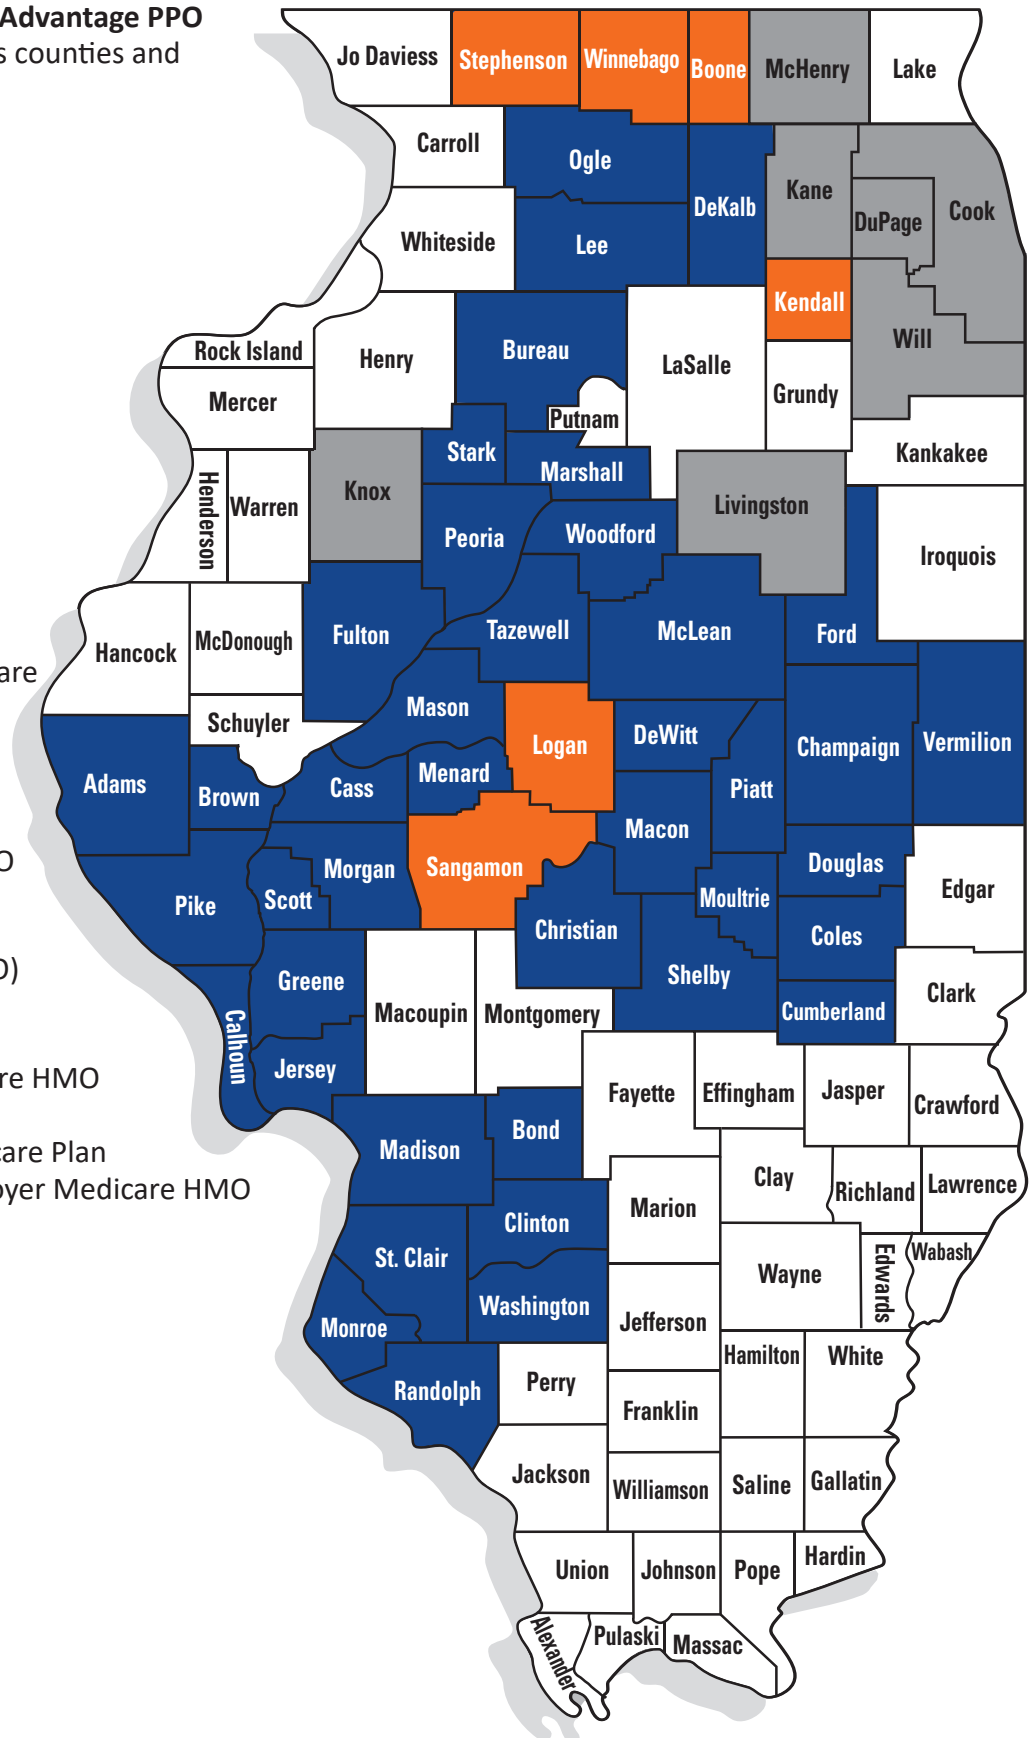 Advantage PPO
s counties and
are
O
O)
re HMO
care Plan
oyer Medicare HMO
Jo Daviess
Stephenson
Winnebago
Boone
McHenry
Lake
Carroll
Ogle
DeKalb
Kane
DuPage
Cook
Whiteside
Lee
Kendall
Will
Rock Island
Henry
Bureau
LaSalle
Grundy
Mercer
Putnam
Kankakee
Stark
Marshall
Henderson
Warren
Knox
Peoria
Woodford
Livingston
Iroquois
Hancock
McDonough
Fulton
Tazewell
McLean
Ford
Schuyler
Mason
Logan
DeWitt
Champaign
Vermilion
Adams
Brown
Cass
Menard
Piatt
Macon
Pike
Scott
Morgan
Sangamon
Christian
Moultrie
Douglas
Edgar
Coles
Greene
Shelby
Calhoun
Jersey
Macoupin
Montgomery
Cumberland
Clark
Fayette
Effingham
Jasper
Crawford
Madison
Bond
Clay
Richland
Lawrence
Marion
St. Clair
Clinton
Wayne
Edwards
Wabash
Monroe
Washington
Jefferson
Hamilton
White
Randolph
Perry
Franklin
Jackson
Williamson
Saline
Gallatin
Union
Johnson
Pope
Hardin
Alexander
Pulaski
Massac